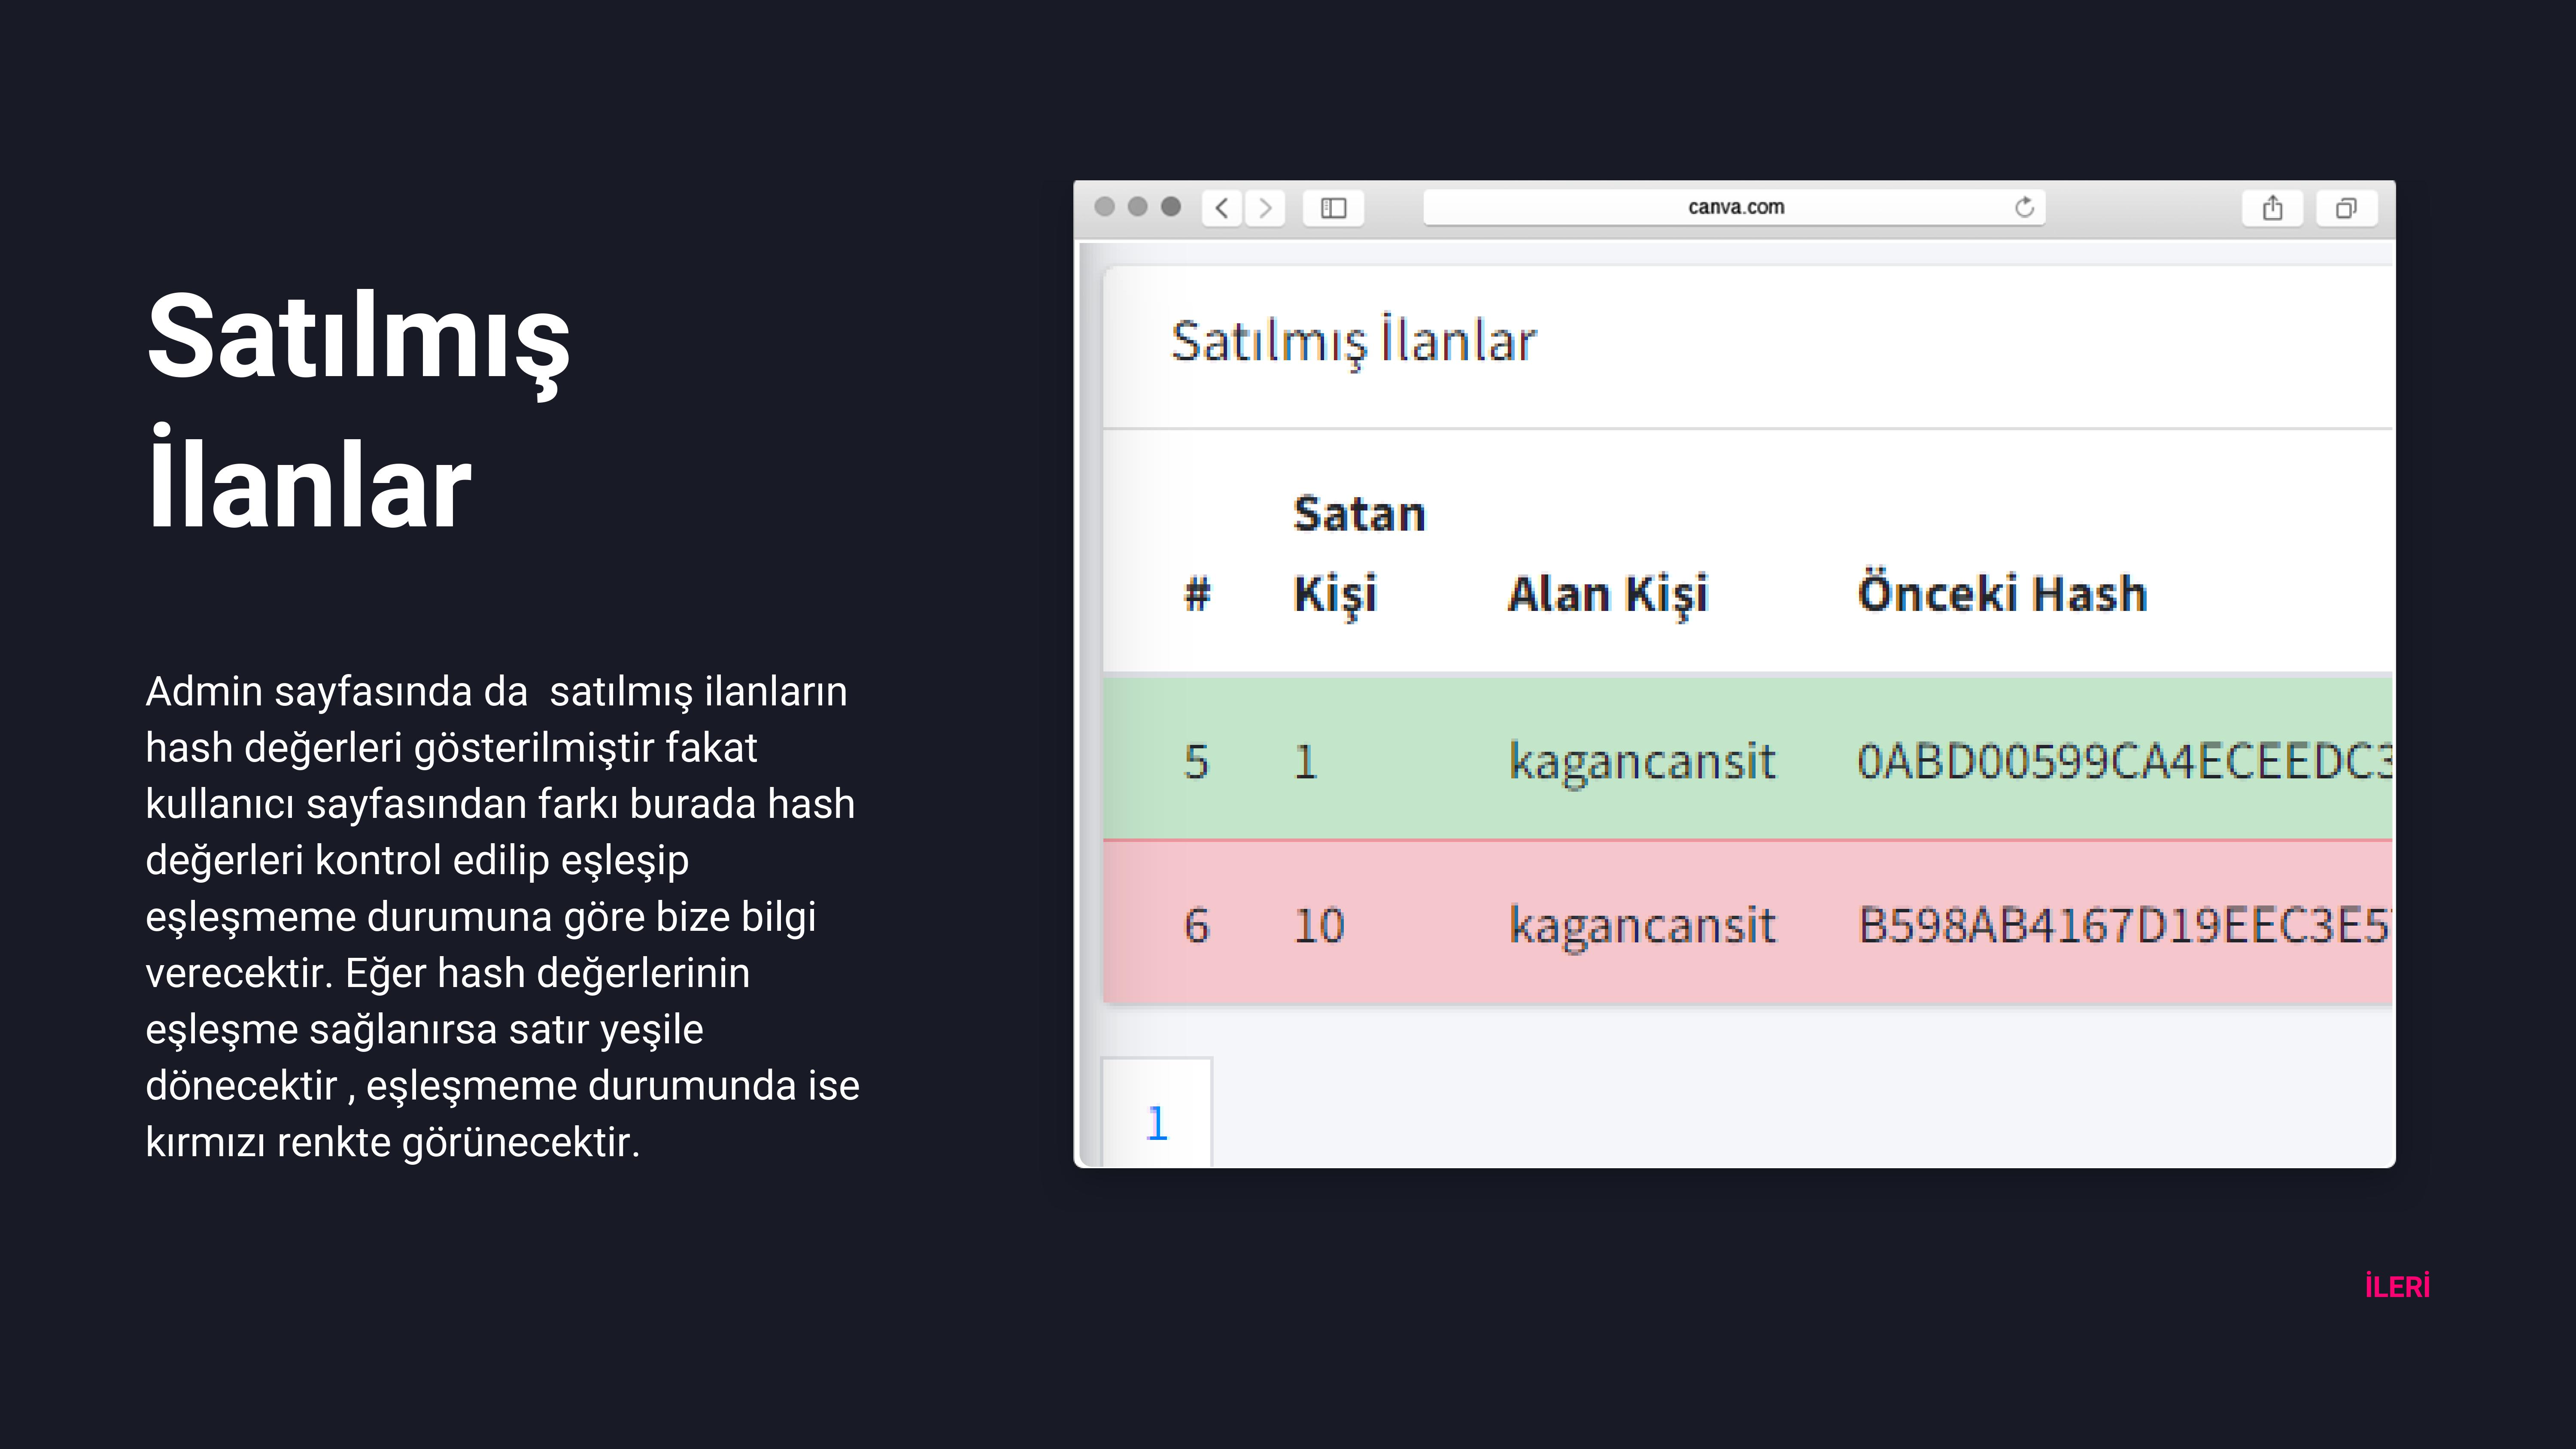 Satılmış
İlanlar
Admin sayfasında da  satılmış ilanların
hash değerleri gösterilmiştir fakat
kullanıcı sayfasından farkı burada hash
değerleri kontrol edilip eşleşip
eşleşmeme durumuna göre bize bilgi
verecektir. Eğer hash değerlerinin
eşleşme sağlanırsa satır yeşile
dönecektir , eşleşmeme durumunda ise
kırmızı renkte görünecektir.
canva.com
Satılmış İlanlar
Satan
# Kişi Alan Kişi Önceki Hash
5 1 kagancansit 0ABD00599CA4ECEEDC3
6 10 kagancansit B598AB4167D19EEC3E5
1
İLERİ